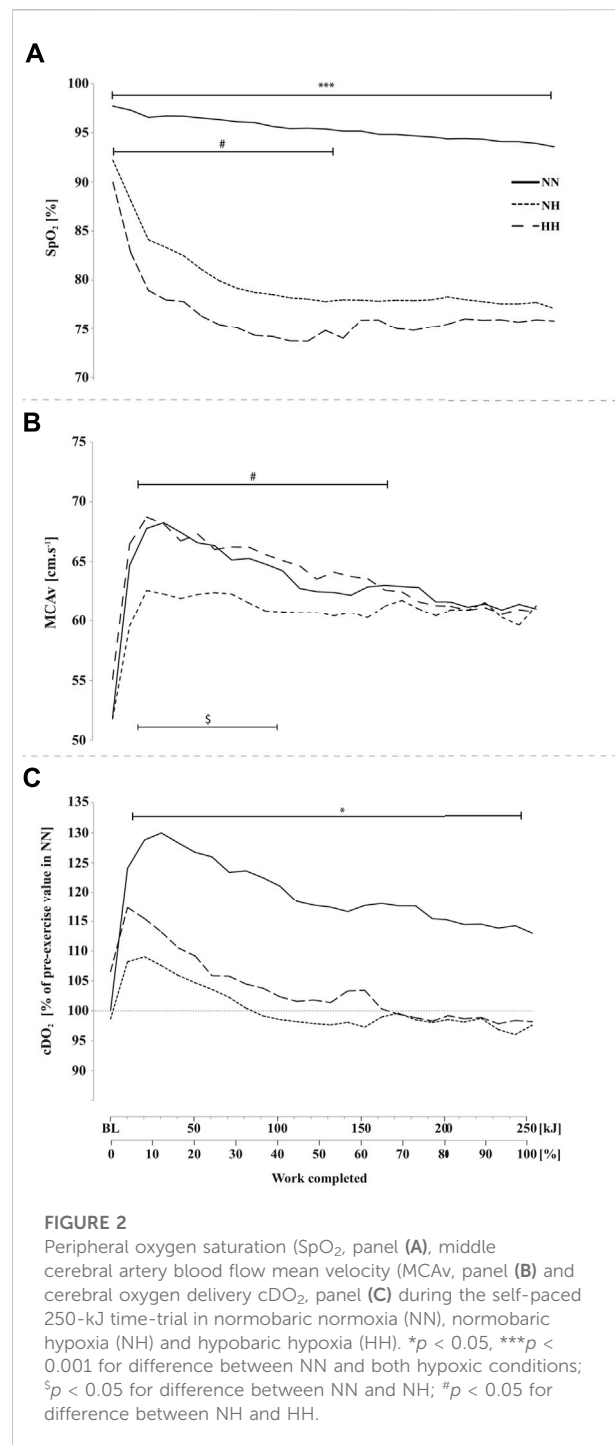 A
100
95
90
85
80
75
70
SpO₂ [%]
***
#
NN
NH
HH
B
75
70
65
60
55
50
MCAv [cm.s⁻¹]
#
$
C
135
130
125
120
115
110
105
100
95
90
cDO₂ [% of pre-exercise value in NN]
*
BL 50 100 150 200 250 [kJ]
0 10 20 30 40 50 60 70 80 90 100 [%]
Work completed
FIGURE 2
Peripheral oxygen saturation (SpO₂, panel (A), middle
cerebral artery blood flow mean velocity (MCAv, panel (B) and
cerebral oxygen delivery cDO₂, panel (C) during the self-paced
250-kJ time-trial in normobaric normoxia (NN), normobaric
hypoxia (NH) and hypobaric hypoxia (HH). *p < 0.05, ***p <
0.001 for difference between NN and both hypoxic conditions;
$p < 0.05 for difference between NN and NH; #p < 0.05 for
difference between NH and HH.